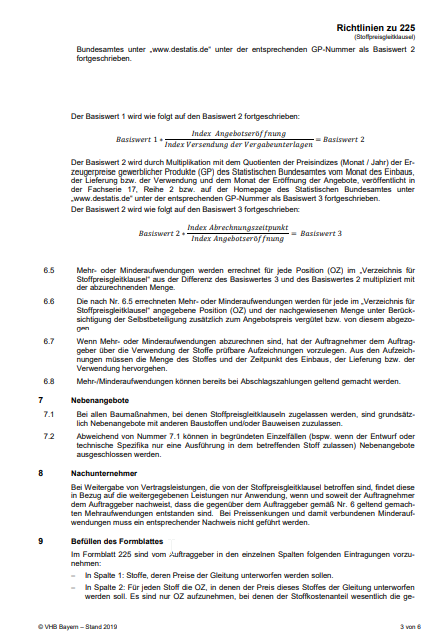 Richtlinien zu 225
(Stoffpreisgleitklausel)
Bundesamtes unter „www.destatis.de“ unter der entsprechenden GP-Nummer als Basiswert 2
fortgeschrieben.
Der Basiswert 1 wird wie folgt auf den Basiswert 2 fortgeschrieben:
Basiswert 1 * Index Angebotseröffnung / Index Versendung der Vergabeunterlagen = Basiswert 2
Der Basiswert 2 wird durch Multiplikation mit dem Quotienten der Preisindizes (Monat / Jahr) der Er-
zeugerpreise gewerblicher Produkte (GP) des Statistischen Bundesamtes vom Monat des Einbaus,
der Lieferung bzw. der Verwendung und dem Monat der Eröffnung der Angebote, veröffentlicht in
der Fachserie 17, Reihe 2 bzw. auf der Homepage des Statistischen Bundesamtes unter
„www.destatis.de“ unter der entsprechenden GP-Nummer als Basiswert 3 fortgeschrieben.
Der Basiswert 2 wird wie folgt auf den Basiswert 3 fortgeschrieben:
Basiswert 2 * Index Abrechnungszeitpunkt / Index Angebotseröffnung = Basiswert 3
6.5 Mehr- oder Minderaufwendungen werden errechnet für jede Position (OZ) im „Verzeichnis für
Stoffpreisgleitklausel“ aus der Differenz des Basiswertes 3 und des Basiswertes 2 multipliziert mit
der abzurechnenden Menge.
6.6 Die nach Nr. 6.5 errechneten Mehr- oder Minderaufwendungen werden für jede im „Verzeichnis für
Stoffpreisgleitklausel“ angegebene Position (OZ) und der nachgewiesenen Menge unter Berück-
sichtigung der Selbstbeteiligung zusätzlich zum Angebotspreis vergütet bzw. von diesem abgezo-
gen
6.7 Wenn Mehr- oder Minderaufwendungen abzurechnen sind, hat der Auftragnehmer dem Auftrag-
geber über die Verwendung der Stoffe prüfbare Aufzeichnungen vorzulegen. Aus den Aufzeich-
nungen müssen die Menge des Stoffes und der Zeitpunkt des Einbaus, der Lieferung bzw. der
Verwendung hervorgehen.
6.8 Mehr-/Minderaufwendungen können bereits bei Abschlagszahlungen geltend gemacht werden.
7 Nebenangebote
7.1 Bei allen Baumaßnahmen, bei denen Stoffpreisgleitklauseln zugelassen werden, sind grundsätz-
lich Nebenangebote mit anderen Baustoffen und/oder Bauweisen zuzulassen.
7.2 Abweichend von Nummer 7.1 können in begründeten Einzelfällen (bspw. wenn der Entwurf oder
technische Spezifika nur eine Ausführung in dem betreffenden Stoff zulassen) Nebenangebote
ausgeschlossen werden.
8 Nachunternehmer
Bei Weitergabe von Vertragsleistungen, die von der Stoffpreisgleitklausel betroffen sind, findet diese
in Bezug auf die weitergegebenen Leistungen nur Anwendung, wenn und soweit der Auftragnehmer
dem Auftraggeber nachweist, dass die gegenüber dem Auftraggeber gemäß Nr. 6 geltend gemach-
ten Mehraufwendungen entstanden sind. Bei Preissenkungen und damit verbundenen Minderauf-
wendungen muss ein entsprechender Nachweis nicht geführt werden.
9 Befüllen des Formblattes
Im Formblatt 225 sind vom Auftraggeber in den einzelnen Spalten folgenden Eintragungen vorzu-
nehmen:
– In Spalte 1: Stoffe, deren Preise der Gleitung unterworfen werden sollen.
– In Spalte 2: Für jeden Stoff die OZ, in denen der Preis dieses Stoffes der Gleitung unterworfen
werden soll. Es sind nur OZ aufzunehmen, bei denen der Stoffkostenanteil wesentlich die ge-
© VHB Bayern – Stand 2019 3 von 6